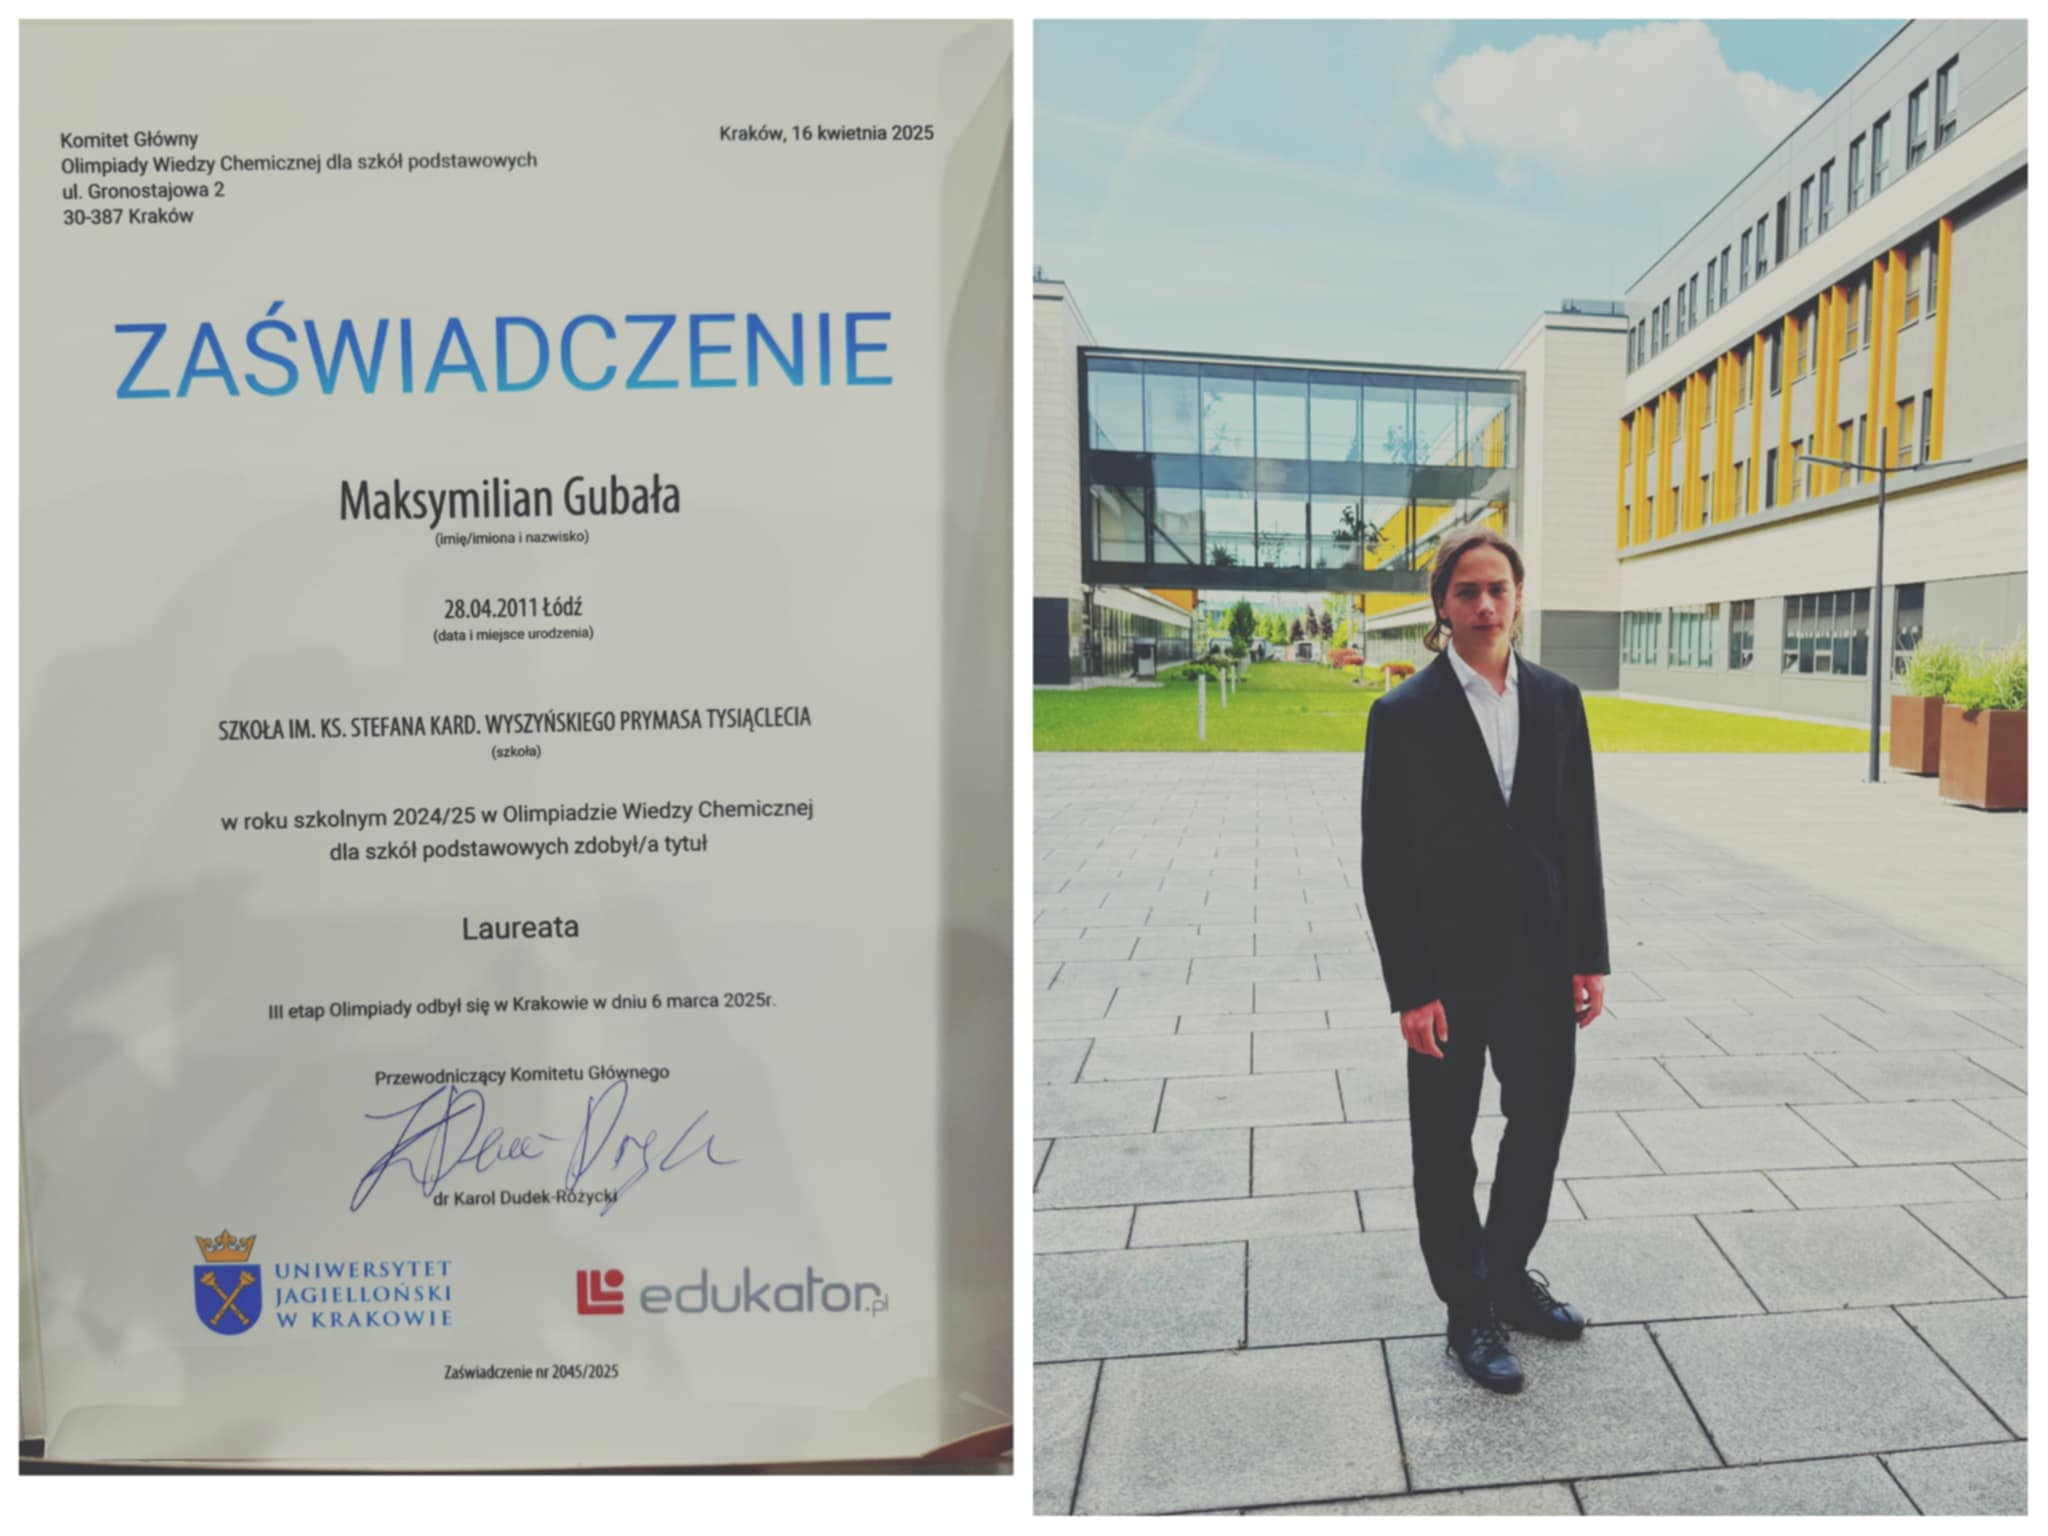 Komitet Główny
Olimpiady Wiedzy Chemicznej dla szkół podstawowych
ul. Gronostajowa 2
30-387 Kraków
Kraków, 16 kwietnia 2025
ZAŚWIADCZENIE
Maksymilian Gubała
(imię/imiona i nazwisko)
28.04.2011 Łódź
(data i miejsce urodzenia)
SZKOŁA IM. KS. STEFANA KARD. WYSZYŃSKIEGO PRYMASA TYSIĄCLECIA
(szkoła)
w roku szkolnym 2024/25 w Olimpiadzie Wiedzy Chemicznej
dla szkół podstawowych zdobył/a tytuł
Laureata
III etap Olimpiady odbył się w Krakowie w dniu 6 marca 2025r.
Przewodniczący Komitetu Głównego
dr Karol Dudek-Różycki
UNIWERSYTET
JAGIELLOŃSKI
W KRAKOWIE
edukator.pl
Zaświadczenie nr 2045/2025